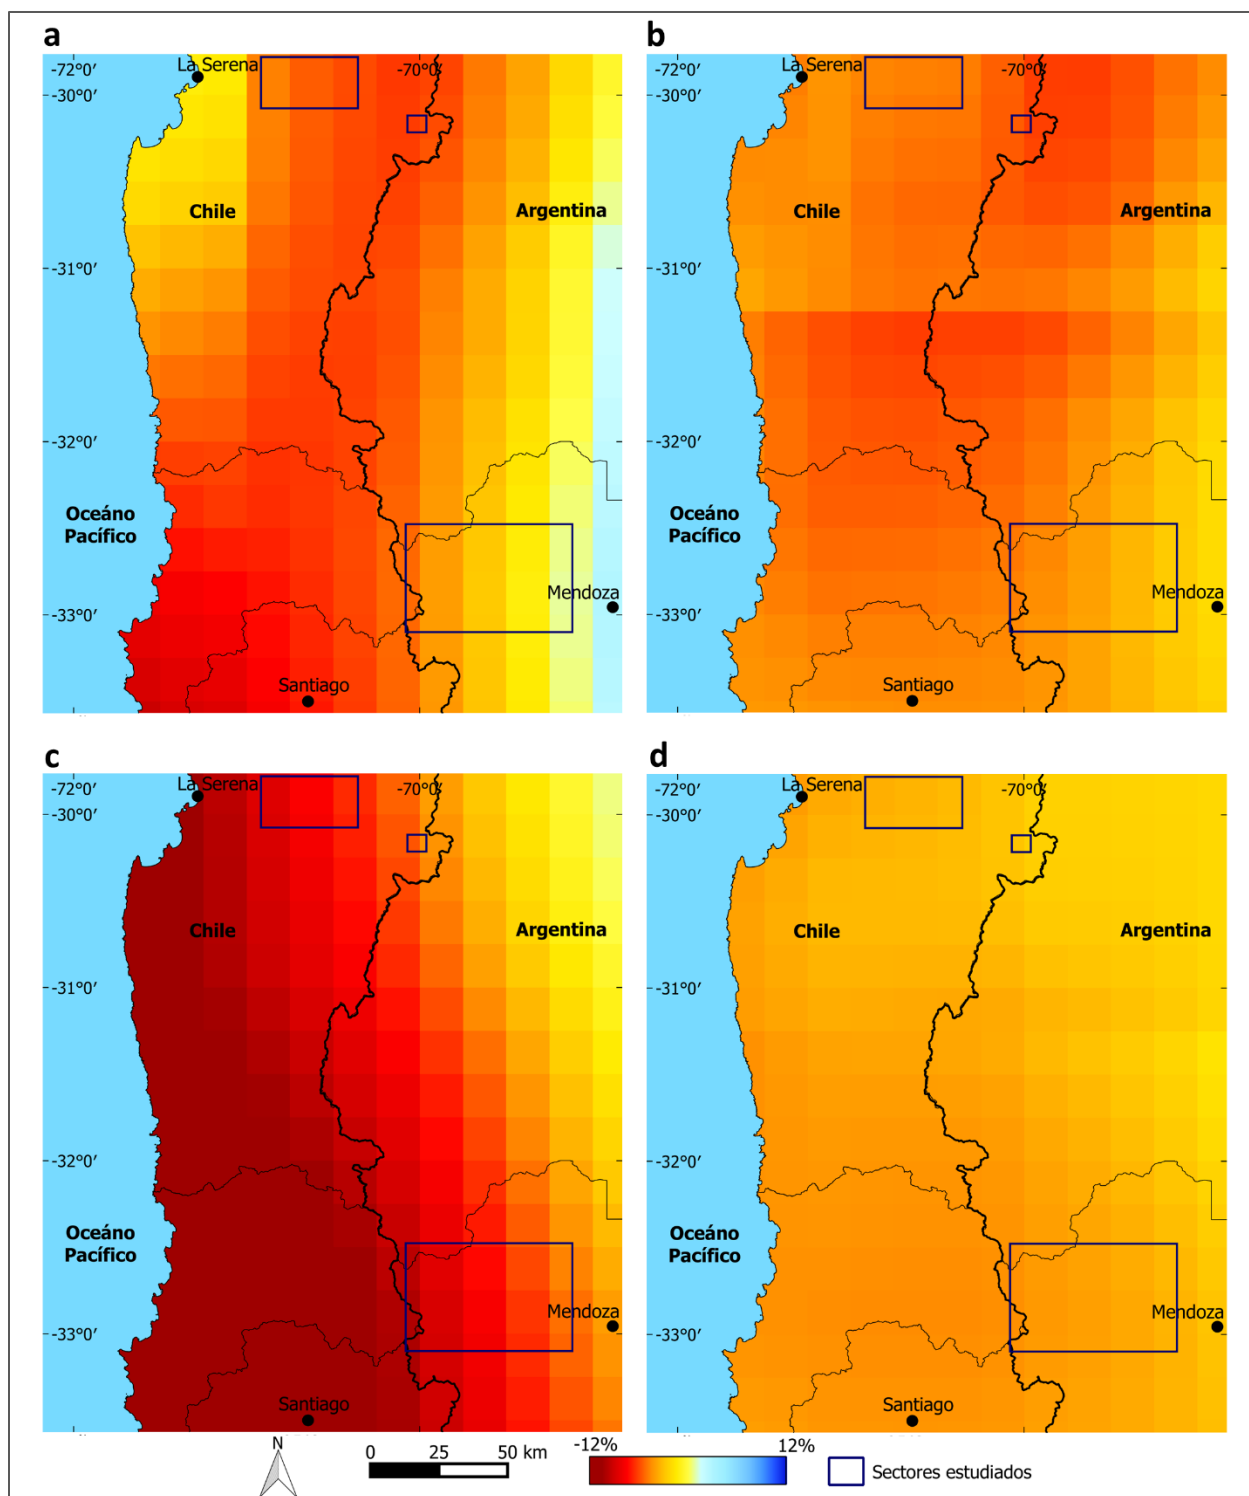 a
-72°0'
La Serena
-70°0'
-30°0'
Chile
Argentina
-31°0'
-32°0'
Oceáno
Pacífico
Mendoza
-33°0'
Santiago
b
-72°0'
La Serena
-70°0'
-30°0'
Chile
Argentina
-31°0'
-32°0'
Oceáno
Pacífico
Mendoza
-33°0'
Santiago
c
-72°0'
La Serena
-70°0'
-30°0'
Chile
Argentina
-31°0'
-32°0'
Oceáno
Pacífico
Mendoza
-33°0'
Santiago
d
-72°0'
La Serena
-70°0'
-30°0'
Chile
Argentina
-31°0'
-32°0'
Oceáno
Pacífico
Mendoza
-33°0'
Santiago
N
0 25 50 km
-12% 12%
Sectores estudiados